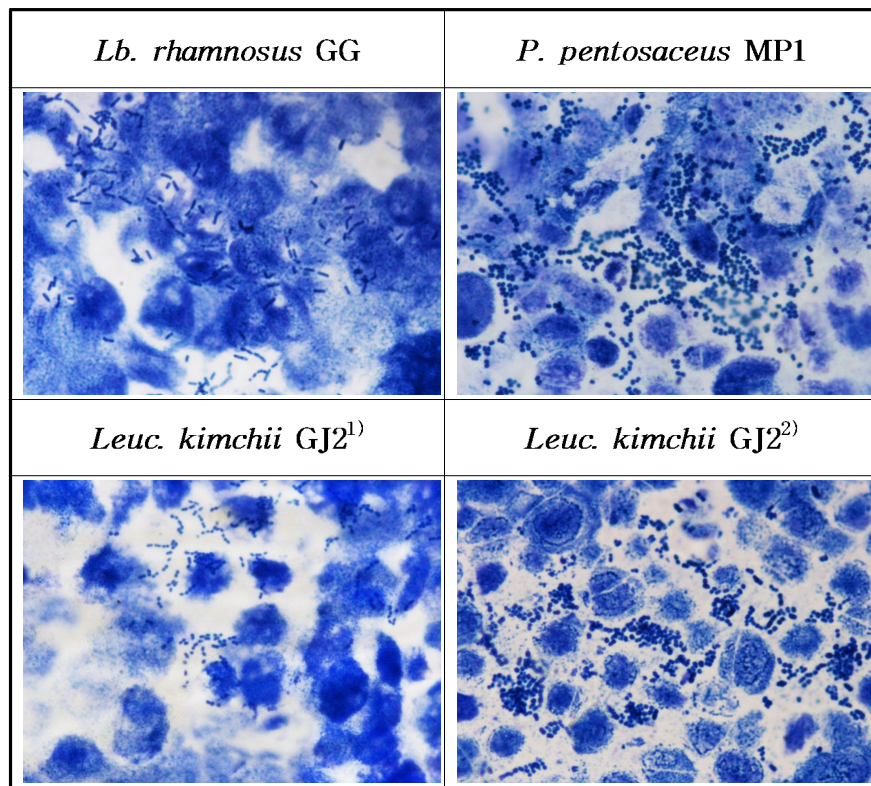 Lb. rhamnosus GG
P. pentosaceus MP1
Leuc. kimchii GJ2¹⁾
Leuc. kimchii GJ2²⁾